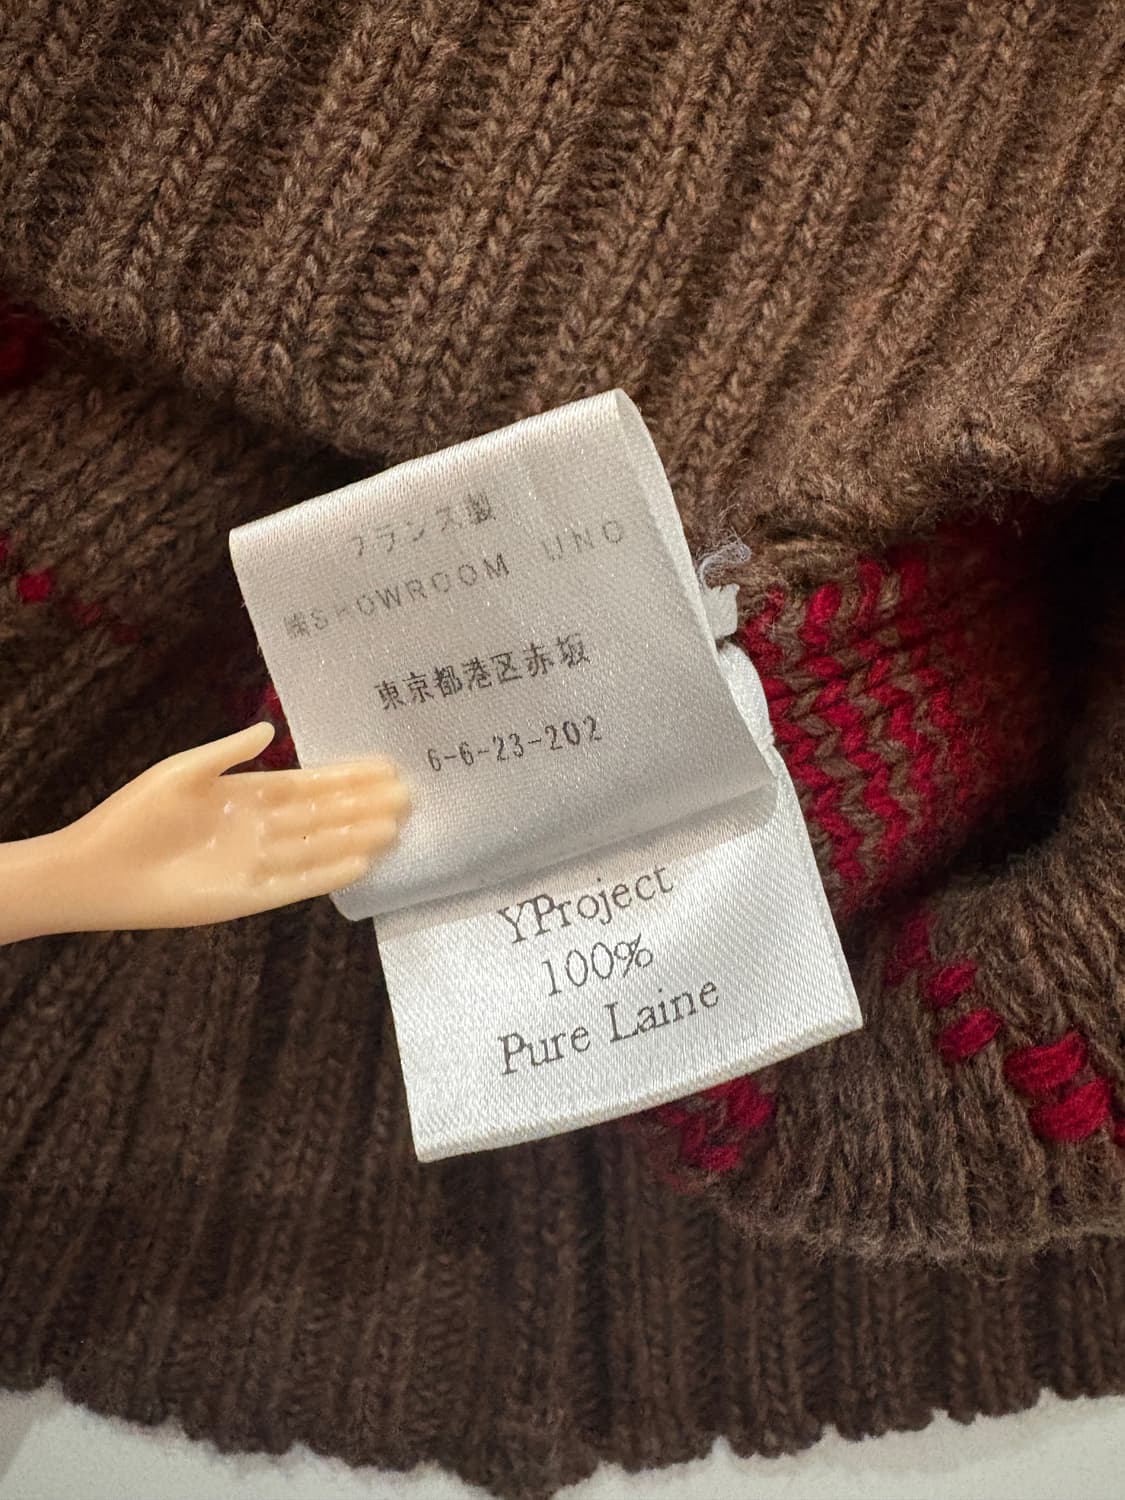 フランス製
㈱SHOWROOM UNO
東京都港区赤坂
6-6-23-202
YProject
100%
Pure Laine